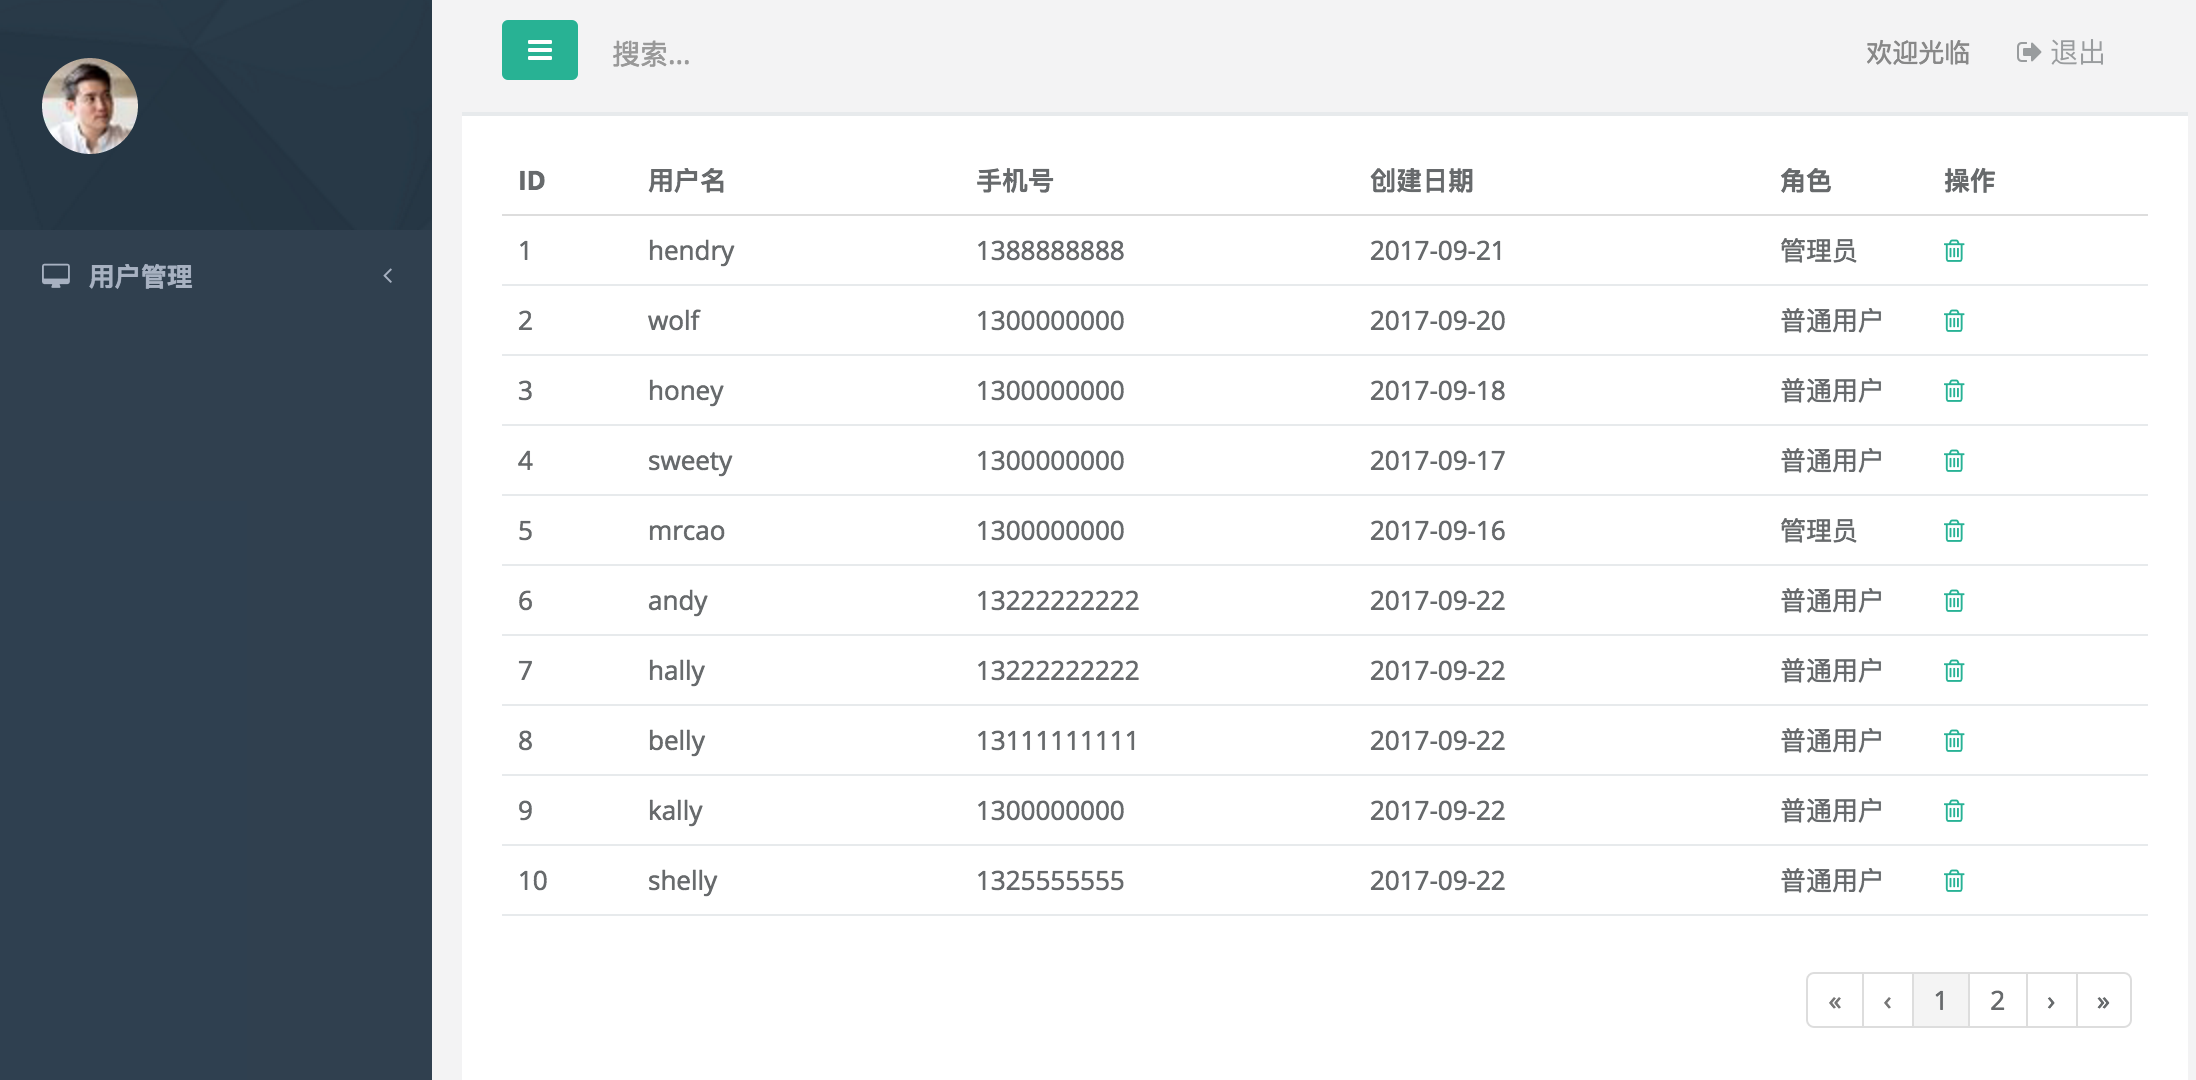 搜索...
欢迎光临 退出
用户管理
ID 用户名 手机号 创建日期 角色 操作
1 hendry 1388888888 2017-09-21 管理员
2 wolf 1300000000 2017-09-20 普通用户
3 honey 1300000000 2017-09-18 普通用户
4 sweety 1300000000 2017-09-17 普通用户
5 mrcao 1300000000 2017-09-16 管理员
6 andy 13222222222 2017-09-22 普通用户
7 hally 13222222222 2017-09-22 普通用户
8 belly 13111111111 2017-09-22 普通用户
9 kally 1300000000 2017-09-22 普通用户
10 shelly 1325555555 2017-09-22 普通用户
« ‹ 1 2 › »